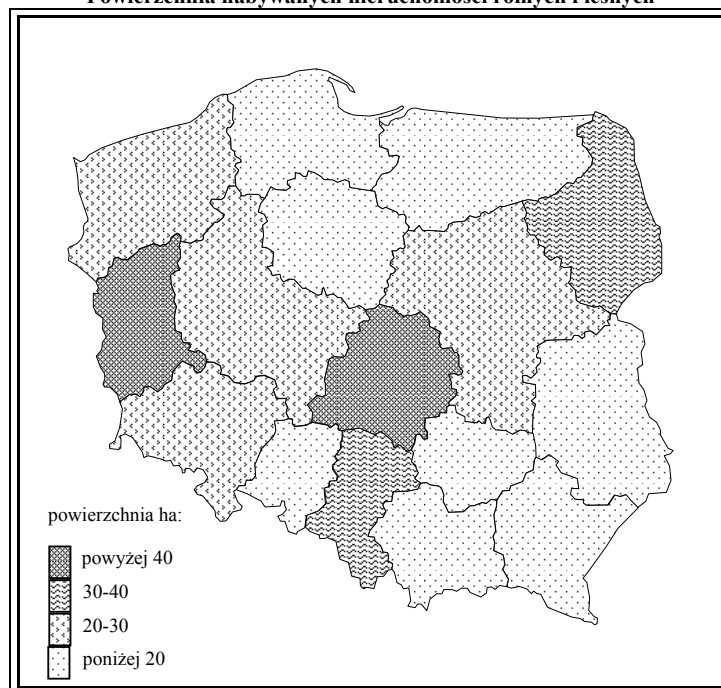 Powierzchnia nabywanych nieruchomości rolnych i leśnych
powierzchnia ha:
powyżej 40
30-40
20-30
poniżej 20